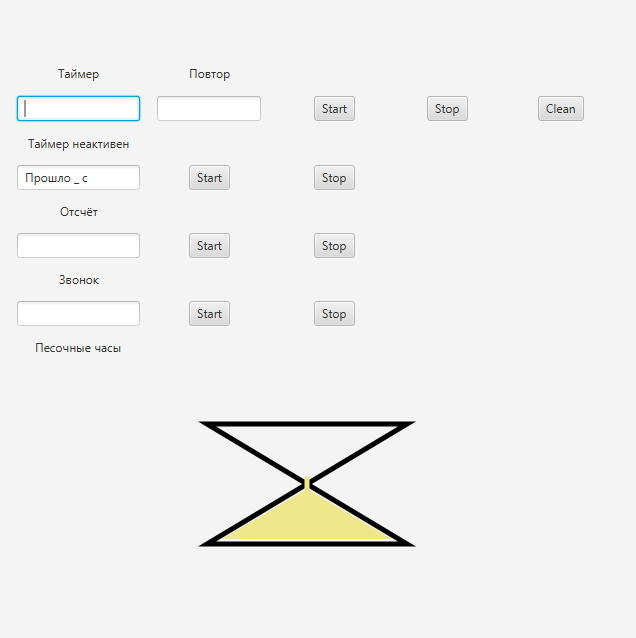 Таймер Повтор
Start Stop Clean
Таймер неактивен
Прошло _ с Start Stop
Отсчёт
Start Stop
Звонок
Start Stop
Песочные часы